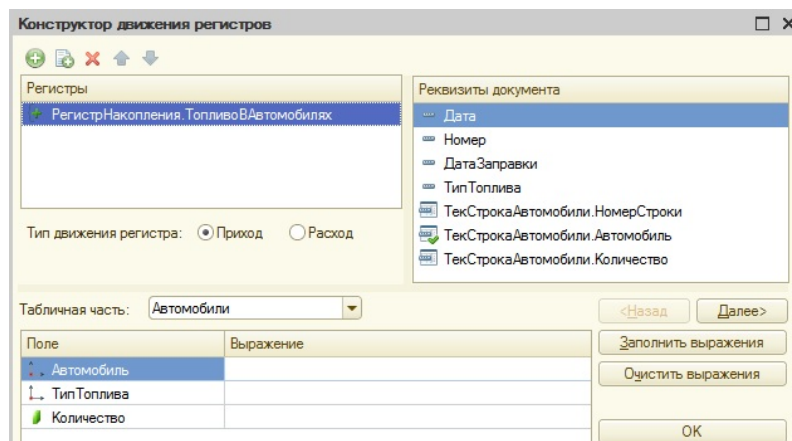 Конструктор движения регистров
Регистры
РегистрНакопления.ТопливоВАвтомобилях
Тип движения регистра: Приход Расход
Реквизиты документа
Дата
Номер
ДатаЗаправки
ТипТоплива
ТекСтрокаАвтомобили.НомерСтроки
ТекСтрокаАвтомобили.Автомобиль
ТекСтрокаАвтомобили.Количество
Табличная часть: Автомобили
<Назад Далее>
Поле Выражение
Автомобиль
ТипТоплива
Количество
Заполнить выражения
Очистить выражения
OK